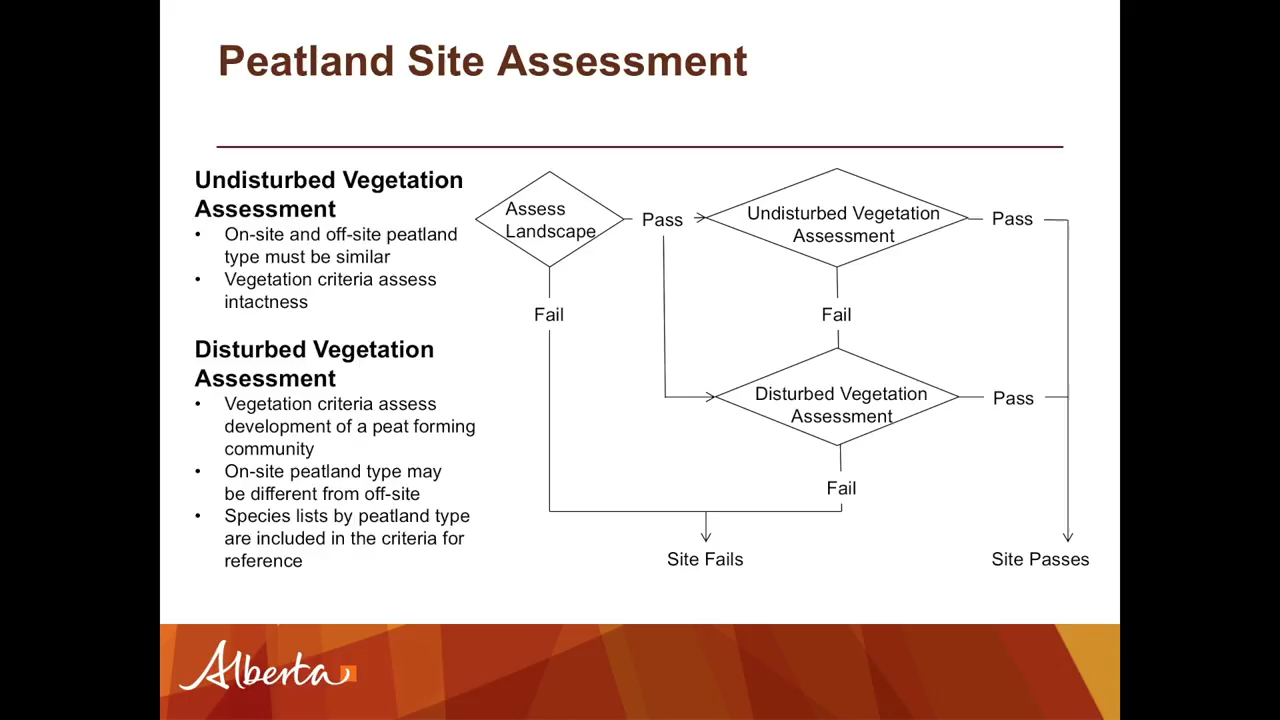 Peatland Site Assessment
Undisturbed Vegetation
Assessment
• On-site and off-site peatland
type must be similar
• Vegetation criteria assess
intactness
Disturbed Vegetation
Assessment
• Vegetation criteria assess
development of a peat forming
community
• On-site peatland type may
be different from off-site
• Species lists by peatland type
are included in the criteria for
reference
Assess
Landscape
Pass
Undisturbed Vegetation
Assessment
Pass
Fail
Fail
Disturbed Vegetation
Assessment
Pass
Fail
Site Fails
Site Passes
Alberta